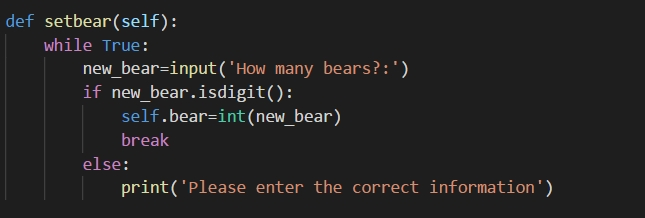 def setbear(self):
    while True:
        new_bear=input('How many bears?:')
        if new_bear.isdigit():
            self.bear=int(new_bear)
            break
        else:
            print('Please enter the correct information')